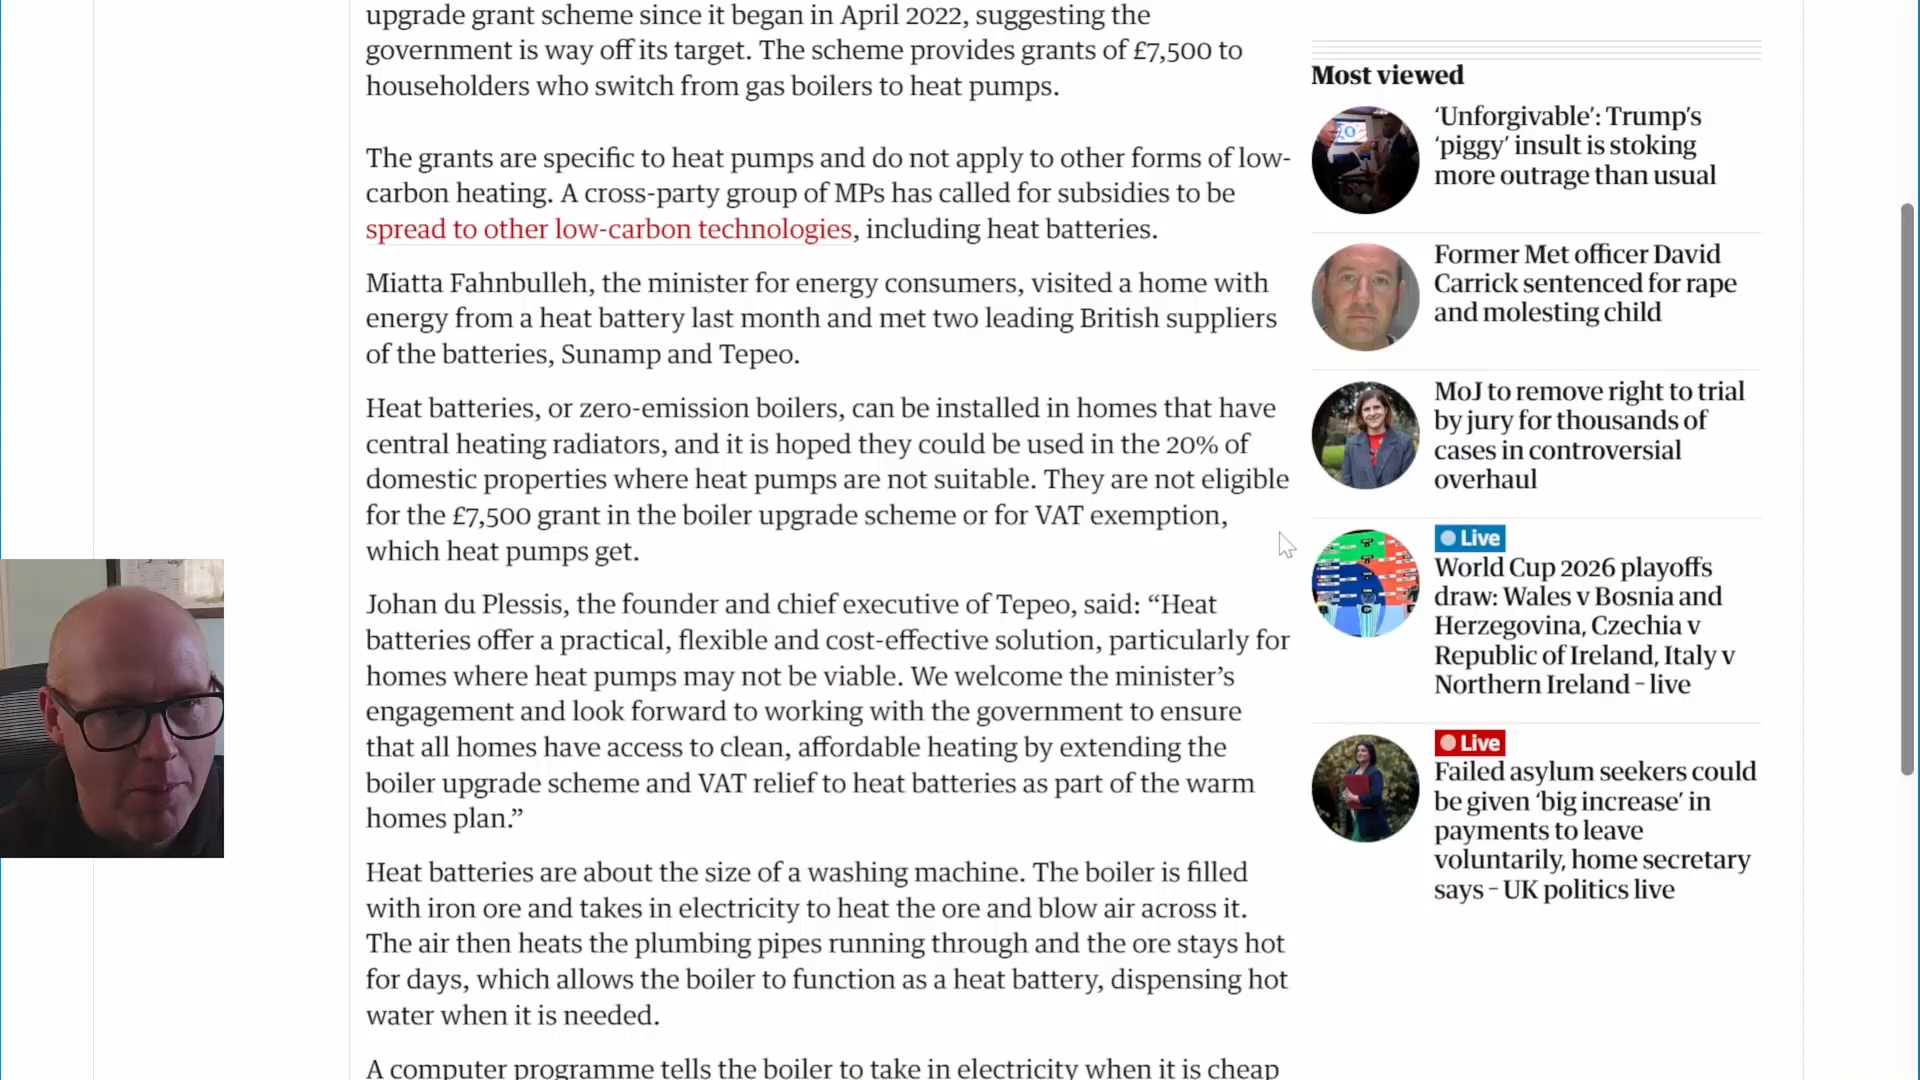 upgrade grant scheme since it began in April 2022, suggesting the
government is way off its target. The scheme provides grants of £7,500 to
householders who switch from gas boilers to heat pumps.
The grants are specific to heat pumps and do not apply to other forms of low-
carbon heating. A cross-party group of MPs has called for subsidies to be
spread to other low-carbon technologies, including heat batteries.
Miatta Fahnbulleh, the minister for energy consumers, visited a home with
energy from a heat battery last month and met two leading British suppliers
of the batteries, Sunamp and Tepeo.
Heat batteries, or zero-emission boilers, can be installed in homes that have
central heating radiators, and it is hoped they could be used in the 20% of
domestic properties where heat pumps are not suitable. They are not eligible
for the £7,500 grant in the boiler upgrade scheme or for VAT exemption,
which heat pumps get.
Johan du Plessis, the founder and chief executive of Tepeo, said: “Heat
batteries offer a practical, flexible and cost-effective solution, particularly for
homes where heat pumps may not be viable. We welcome the minister’s
engagement and look forward to working with the government to ensure
that all homes have access to clean, affordable heating by extending the
boiler upgrade scheme and VAT relief to heat batteries as part of the warm
homes plan.”
Heat batteries are about the size of a washing machine. The boiler is filled
with iron ore and takes in electricity to heat the ore and blow air across it.
The air then heats the plumbing pipes running through and the ore stays hot
for days, which allows the boiler to function as a heat battery, dispensing hot
water when it is needed.
A computer programme tells the boiler to take in electricity when it is cheap
Most viewed
‘Unforgivable’: Trump’s
‘piggy’ insult is stoking
more outrage than usual
Former Met officer David
Carrick sentenced for rape
and molesting child
MoJ to remove right to trial
by jury for thousands of
cases in controversial
overhaul
Live
World Cup 2026 playoffs
draw: Wales v Bosnia and
Herzegovina, Czechia v
Republic of Ireland, Italy v
Northern Ireland – live
Live
Failed asylum seekers could
be given ‘big increase’ in
payments to leave
voluntarily, home secretary
says – UK politics live